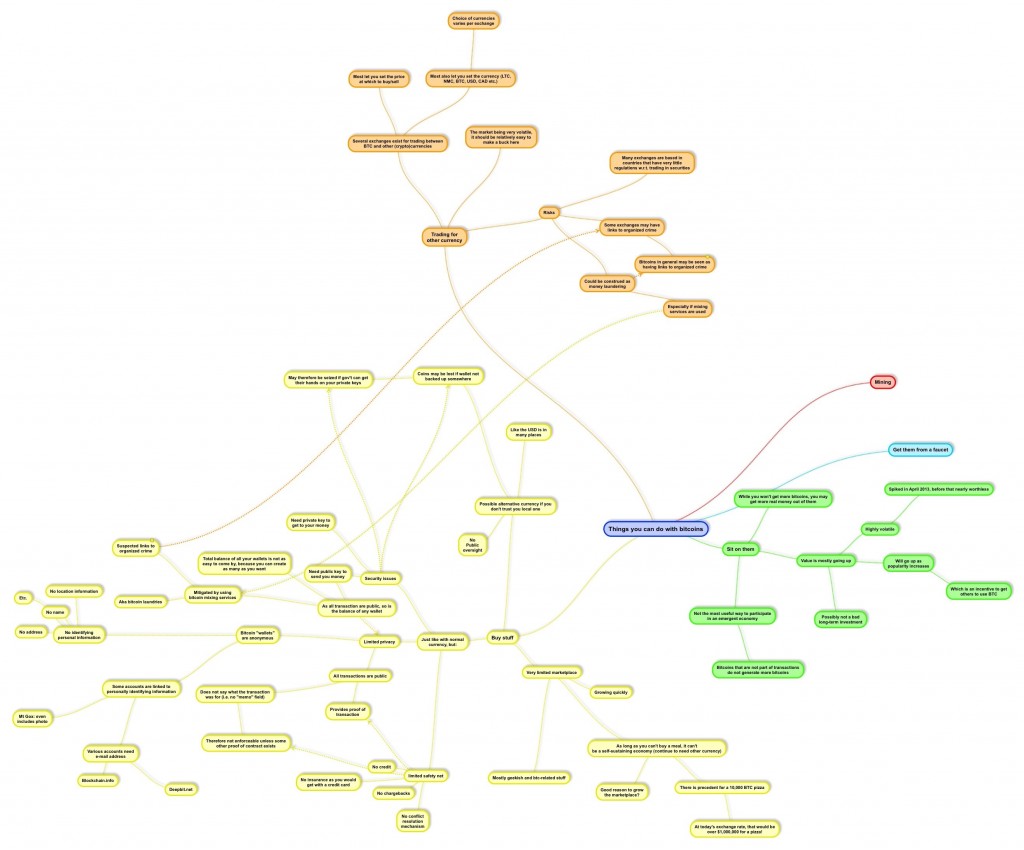 Choice of currencies
varies per exchange
Most let you set the price
at which to buy/sell
Most also let you set the currency (LTC,
NMC, BTC, USD, CAD etc.)
Several exchanges exist for trading between
BTC and other (crypto)currencies
The market being very volatile,
it should be relatively easy to
make a buck here
Many exchanges are based in
countries that have very little
regulations w.r.t. trading in securities
Risks
Some exchanges may have
links to organized crime
Trading for
other currency
Bitcoins in general may be seen as
having links to organized crime
Could be construed as
money laundering
Especially if mixing
services are used
May therefore be seized if gov't can get
their hands on your private keys
Coins may be lost if wallet not
backed up somewhere
Mining
Like the USD is in
many places
Get them from a faucet
Spiked in April 2013, before that nearly worthless
While you won't get more bitcoins, you may
get more real money out of them
Possible alternative currency if you
don't trust you local one
Need private key to
get to your money
Things you can do with bitcoins
Highly volatile
No
Public
oversight
Suspected links to
organized crime
Sit on them
Total balance of all your wallets is not as
easy to come by, because you can create
as many as you want
Value is mostly going up
Will go up as
popularity increases
Need public key to
send you money
Security issues
Which is an incentive to get
others to use BTC
No location information
Mitigated by using
bitcoin mixing services
Aka bitcoin laundries
Etc.
As all transaction are public, so is
the balance of any wallet
No name
Not the most useful way to participate
in an emergent economy
Possibly not a bad
long-term investment
No address
No identifying
personal information
Bitcoin "wallets"
are anonymous
Limited privacy
Just like with normal
currency, but:
Buy stuff
Bitcoins that are not part of transactions
do not generate more bitcoins
Very limited marketplace
All transactions are public
Some accounts are linked to
personally identifying information
Does not say what the transaction
was for (i.e. no "memo" field)
Growing quickly
Provides proof of
transaction
Mt Gox: even
includes photo
Therefore not enforceable unless some
other proof of contract exists
As long as you can't buy a meal, it can't
be a self-sustaining economy (continue to need other currency)
Various accounts need
e-mail address
No credit
limited safety net
Mostly geekish and btc-related stuff
Blockchain.info
No insurance as you would
get with a credit card
Deepbit.net
No chargebacks
Good reason to grow
the marketplace?
There is precedent for a 10,000 BTC pizza
No conflict
resolution
mechanism
At today's exchange rate, that would be
over $1,000,000 for a pizza!